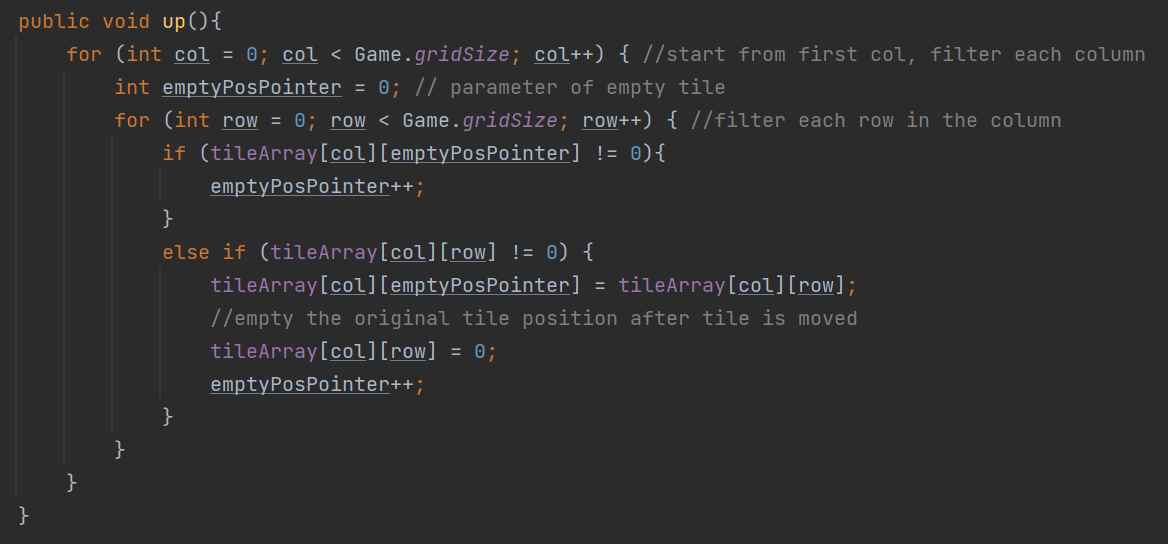 public void up(){
for (int col = 0; col < Game.gridSize; col++) { //start from first col, filter each column
int emptyPosPointer = 0; // parameter of empty tile
for (int row = 0; row < Game.gridSize; row++) { //filter each row in the column
if (tileArray[col][emptyPosPointer] != 0){
emptyPosPointer++;
}
else if (tileArray[col][row] != 0) {
tileArray[col][emptyPosPointer] = tileArray[col][row];
//empty the original tile position after tile is moved
tileArray[col][row] = 0;
emptyPosPointer++;
}
}
}
}